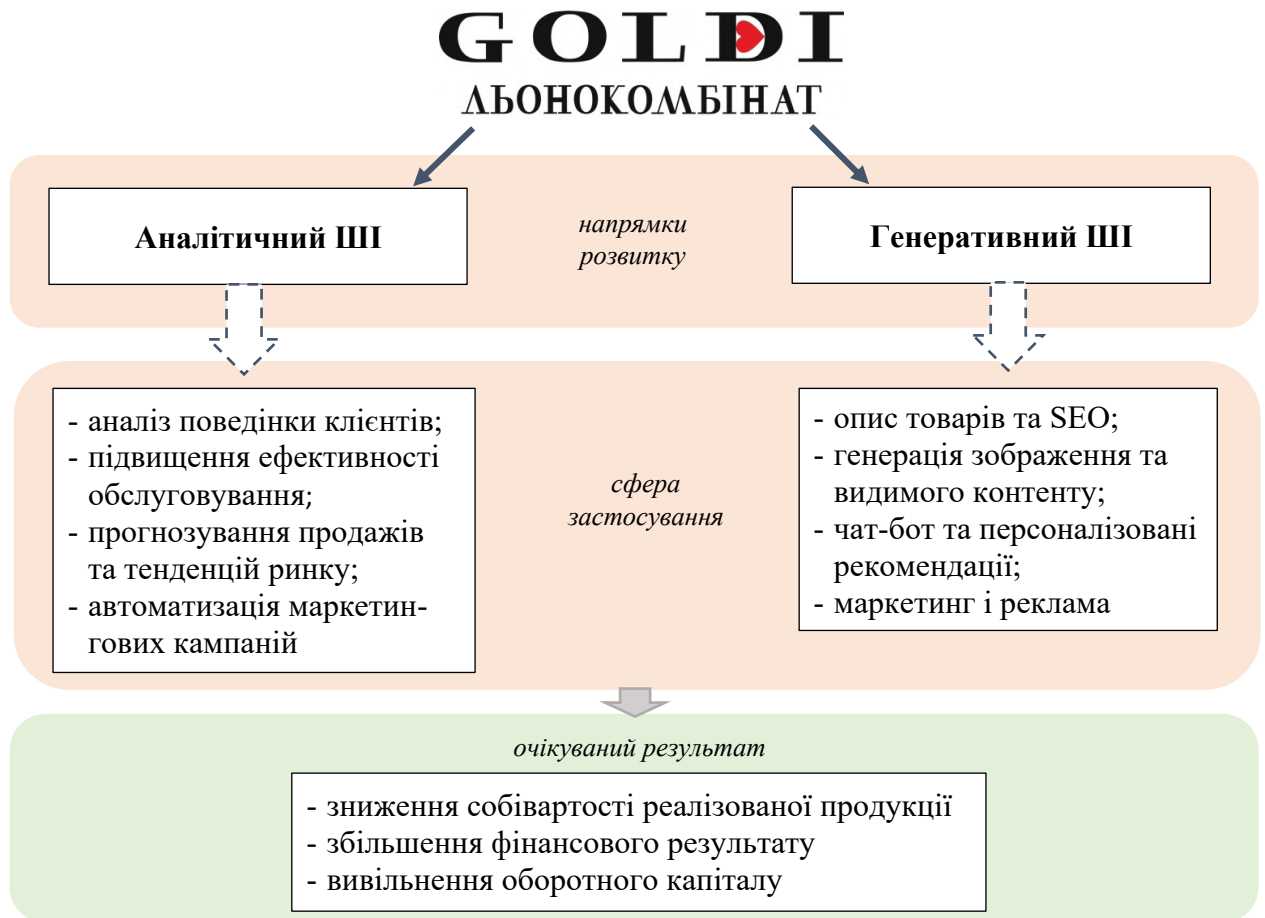 GOLDI
ЛЬОНОКОМБІНАТ
Аналітичний ШІ
напрямки
розвитку
Генеративний ШІ
- аналіз поведінки клієнтів;
- підвищення ефективності
обслуговування;
- прогнозування продажів
та тенденцій ринку;
- автоматизація маркетин-
гових кампаній
сфера
застосування
- опис товарів та SEO;
- генерація зображення та
видимого контенту;
- чат-бот та персоналізовані
рекомендації;
- маркетинг і реклама
очікуваний результат
- зниження собівартості реалізованої продукції
- збільшення фінансового результату
- вивільнення оборотного капіталу